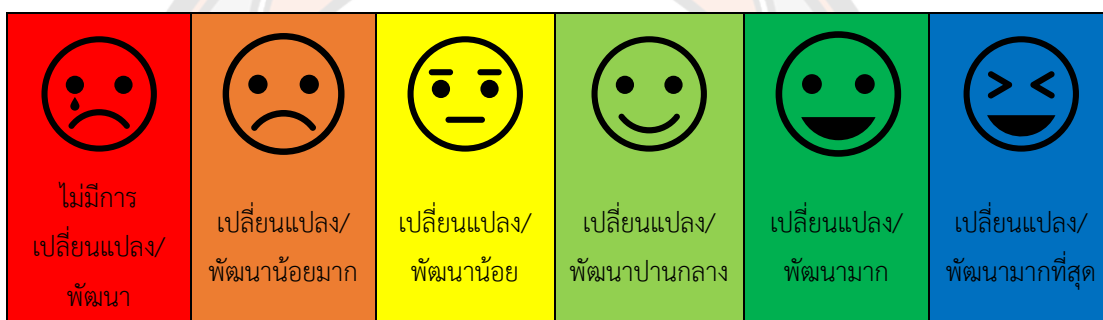 ไม่มีการ
เปลี่ยนแปลง/
พัฒนา
เปลี่ยนแปลง/
พัฒนาน้อยมาก
เปลี่ยนแปลง/
พัฒนาน้อย
เปลี่ยนแปลง/
พัฒนาปานกลาง
เปลี่ยนแปลง/
พัฒนามาก
เปลี่ยนแปลง/
พัฒนามากที่สุด